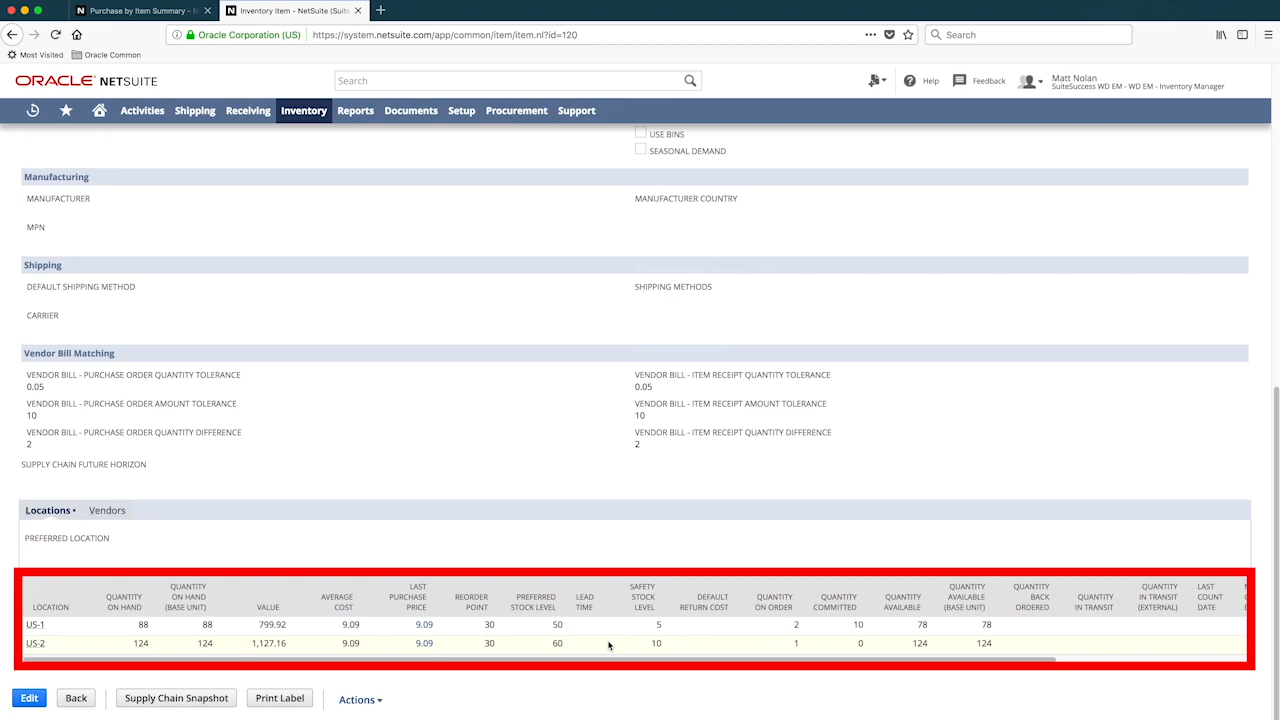 Purchase by Item Summary - N
Inventory Item - NetSuite (Suite
Oracle Corporation (US)
https://system.netsuite.com/app/common/item/item.nl?id=120
Search
Most Visited
Oracle Common
ORACLE NETSUITE
Search
Help
Feedback
Matt Nolan
SuiteSuccess WD EM - WD EM - Inventory Manager
Activities Shipping Receiving Inventory Reports Documents Setup Procurement Support
USE BINS
SEASONAL DEMAND
Manufacturing
MANUFACTURER
MANUFACTURER COUNTRY
MPN
Shipping
DEFAULT SHIPPING METHOD
SHIPPING METHODS
CARRIER
Vendor Bill Matching
VENDOR BILL - PURCHASE ORDER QUANTITY TOLERANCE
0.05
VENDOR BILL - ITEM RECEIPT QUANTITY TOLERANCE
0.05
VENDOR BILL - PURCHASE ORDER AMOUNT TOLERANCE
10
VENDOR BILL - ITEM RECEIPT AMOUNT TOLERANCE
10
VENDOR BILL - PURCHASE ORDER QUANTITY DIFFERENCE
2
VENDOR BILL - ITEM RECEIPT QUANTITY DIFFERENCE
2
SUPPLY CHAIN FUTURE HORIZON
Locations • Vendors
PREFERRED LOCATION
LOCATION
QUANTITY ON HAND
QUANTITY ON HAND (BASE UNIT)
VALUE
AVERAGE COST
LAST PURCHASE PRICE
REORDER POINT
PREFERRED STOCK LEVEL
LEAD TIME
SAFETY STOCK LEVEL
DEFAULT RETURN COST
QUANTITY ON ORDER
QUANTITY COMMITTED
QUANTITY AVAILABLE
QUANTITY AVAILABLE (BASE UNIT)
QUANTITY BACK ORDERED
QUANTITY IN TRANSIT
QUANTITY IN TRANSIT (EXTERNAL)
LAST COUNT DATE
US-1 88 88 799.92 9.09 9.09 30 50 5 2 10 78 78
US-2 124 124 1,127.16 9.09 9.09 30 60 10 1 0 124 124
Edit Back Supply Chain Snapshot Print Label Actions